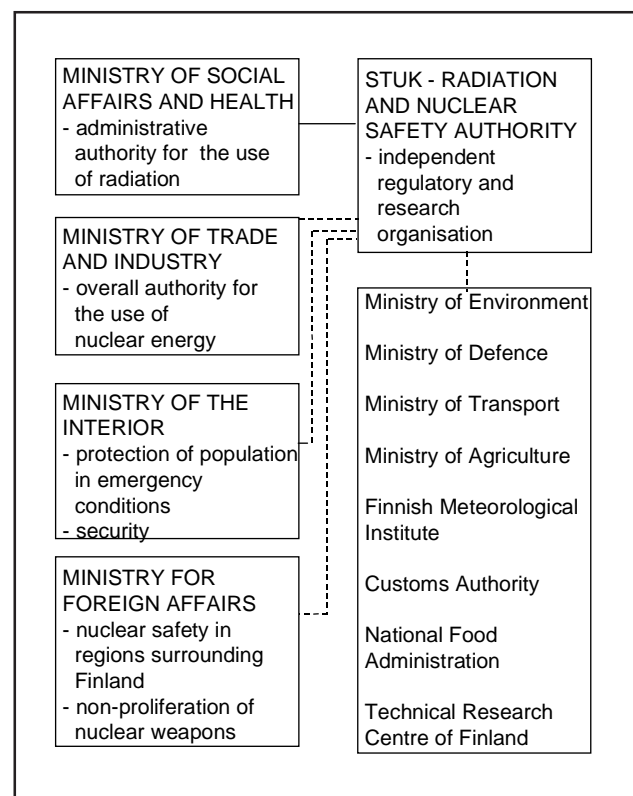 MINISTRY OF SOCIAL
AFFAIRS AND HEALTH
- administrative
authority for the use
of radiation
MINISTRY OF TRADE
AND INDUSTRY
- overall authority for
the use of
nuclear energy
MINISTRY OF THE
INTERIOR
- protection of population
in emergency
conditions
- security
MINISTRY FOR
FOREIGN AFFAIRS
- nuclear safety in
regions surrounding
Finland
- non-proliferation of
nuclear weapons
STUK - RADIATION
AND NUCLEAR
SAFETY AUTHORITY
- independent
regulatory and
research
organisation
Ministry of Environment
Ministry of Defence
Ministry of Transport
Ministry of Agriculture
Finnish Meteorological
Institute
Customs Authority
National Food
Administration
Technical Research
Centre of Finland